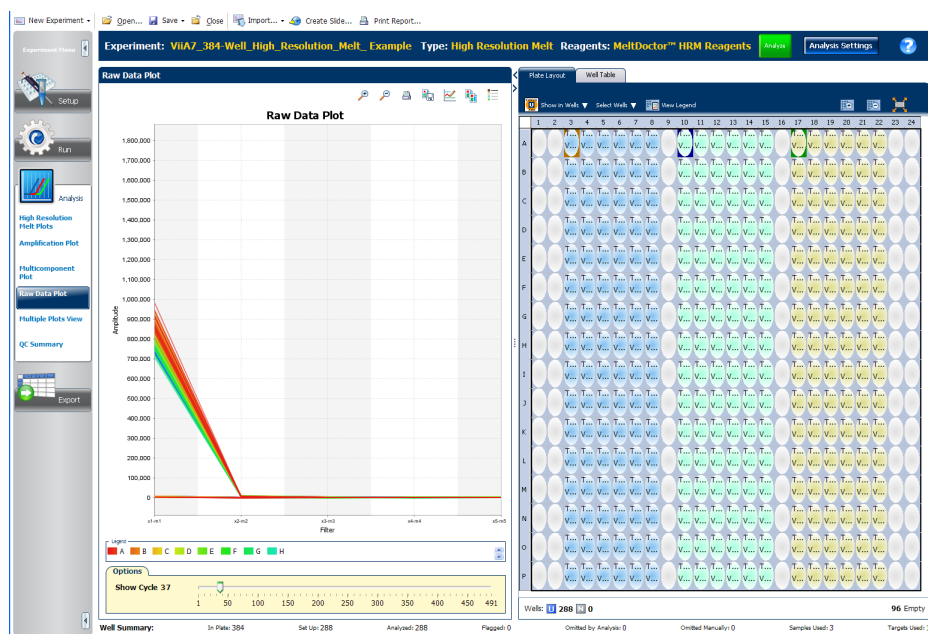 New Experiment Open... Save Close Import... Create Slide... Print Report...
Experiment Menu
Experiment: ViiA7_384-Well_High_Resolution_Melt_ Example Type: High Resolution Melt Reagents: MeltDoctor™ HRM Reagents
Analyze
Analysis Settings
Setup
Run
Analysis
High Resolution
Melt Plots
Amplification Plot
Multicomponent
Plot
Raw Data Plot
Multiple Plots View
QC Summary
Export
Raw Data Plot
Raw Data Plot
1,800,000
1,700,000
1,600,000
1,500,000
1,400,000
1,300,000
1,200,000
1,100,000
1,000,000
900,000
800,000
700,000
600,000
500,000
400,000
300,000
200,000
100,000
0
Amplitude
x1-m1 x2-m2 x3-m3 x4-m4 x5-m5
Filter
Legend
A B C D E F G H
Options
Show Cycle 37
1 50 100 150 200 250 300 350 400 450 491
Plate Layout Well Table
Show in Wells Select Wells View Legend
1 2 3 4 5 6 7 8 9 10 11 12 13 14 15 16 17 18 19 20 21 22 23 24
A
B
C
D
E
F
G
H
I
J
K
L
M
N
O
P
Wells: U 288 N 0 96 Empty
Well Summary: In Plate: 384 Set Up: 288 Analyzed: 288 Flagged: 0 Omitted by Analysis: 0 Omitted Manually: 0 Samples Used: 3 Targets Used: